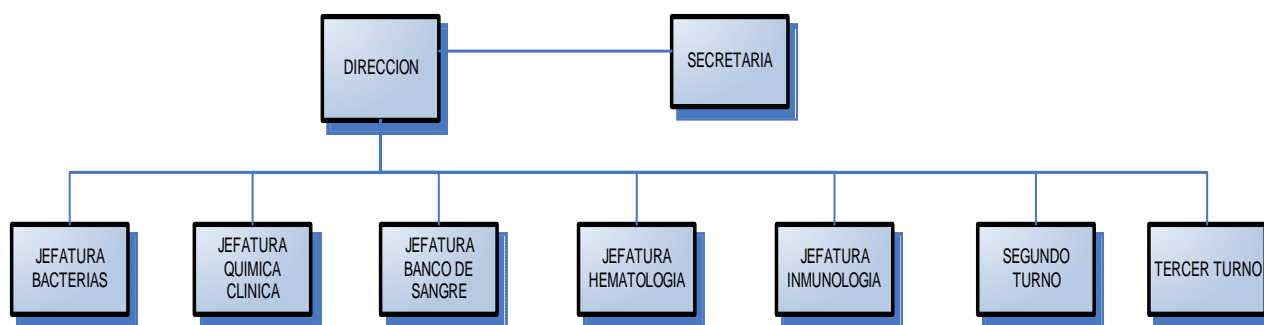 DIRECCION
SECRETARIA
JEFATURA
BACTERIAS
JEFATURA
QUIMICA
CLINICA
JEFATURA
BANCO DE
SANGRE
JEFATURA
HEMATOLOGIA
JEFATURA
INMUNOLOGIA
SEGUNDO
TURNO
TERCER TURNO